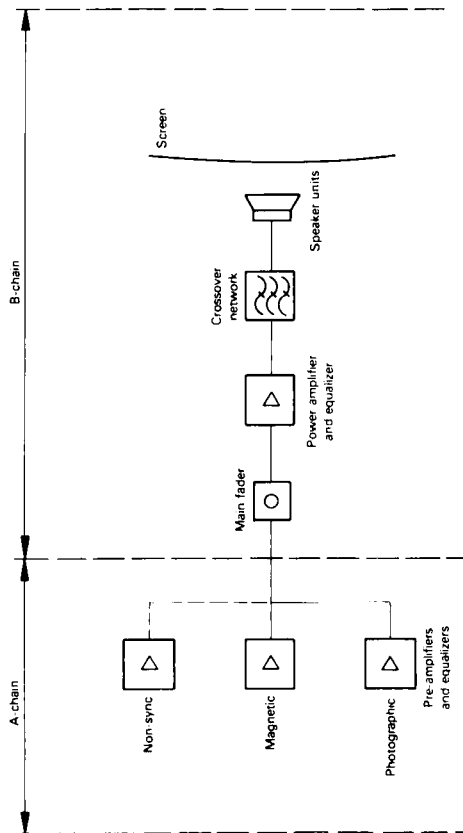 A-chain
B-chain
Non-sync
Magnetic
Photographic
Pre-amplifiers
and equalizers
Main fader
Power amplifier
and equalizer
Crossover
network
Speaker units
Screen